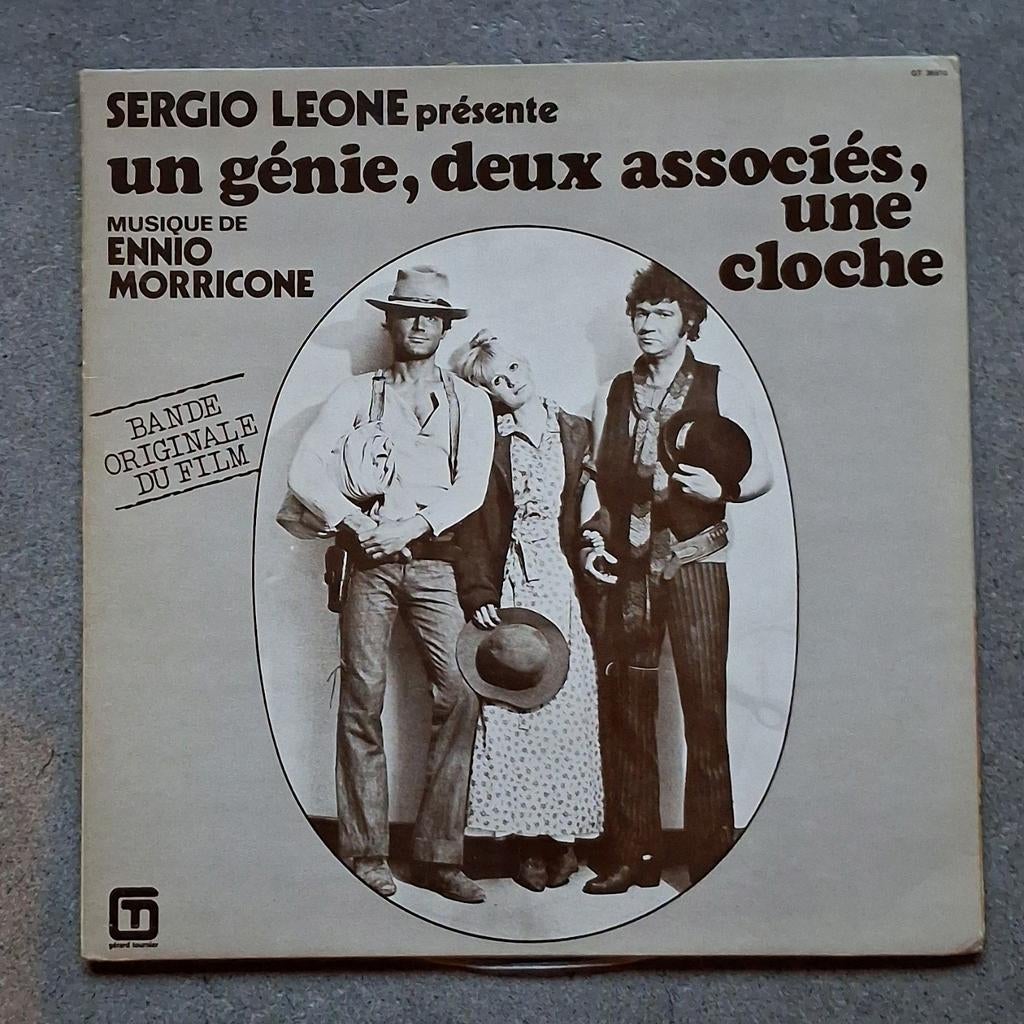 SERGIO LEONE présente
un génie, deux associés,
une
cloche
MUSIQUE DE
ENNIO
MORRICONE
BANDE
ORIGINALE
DU FILM
gérard tournier